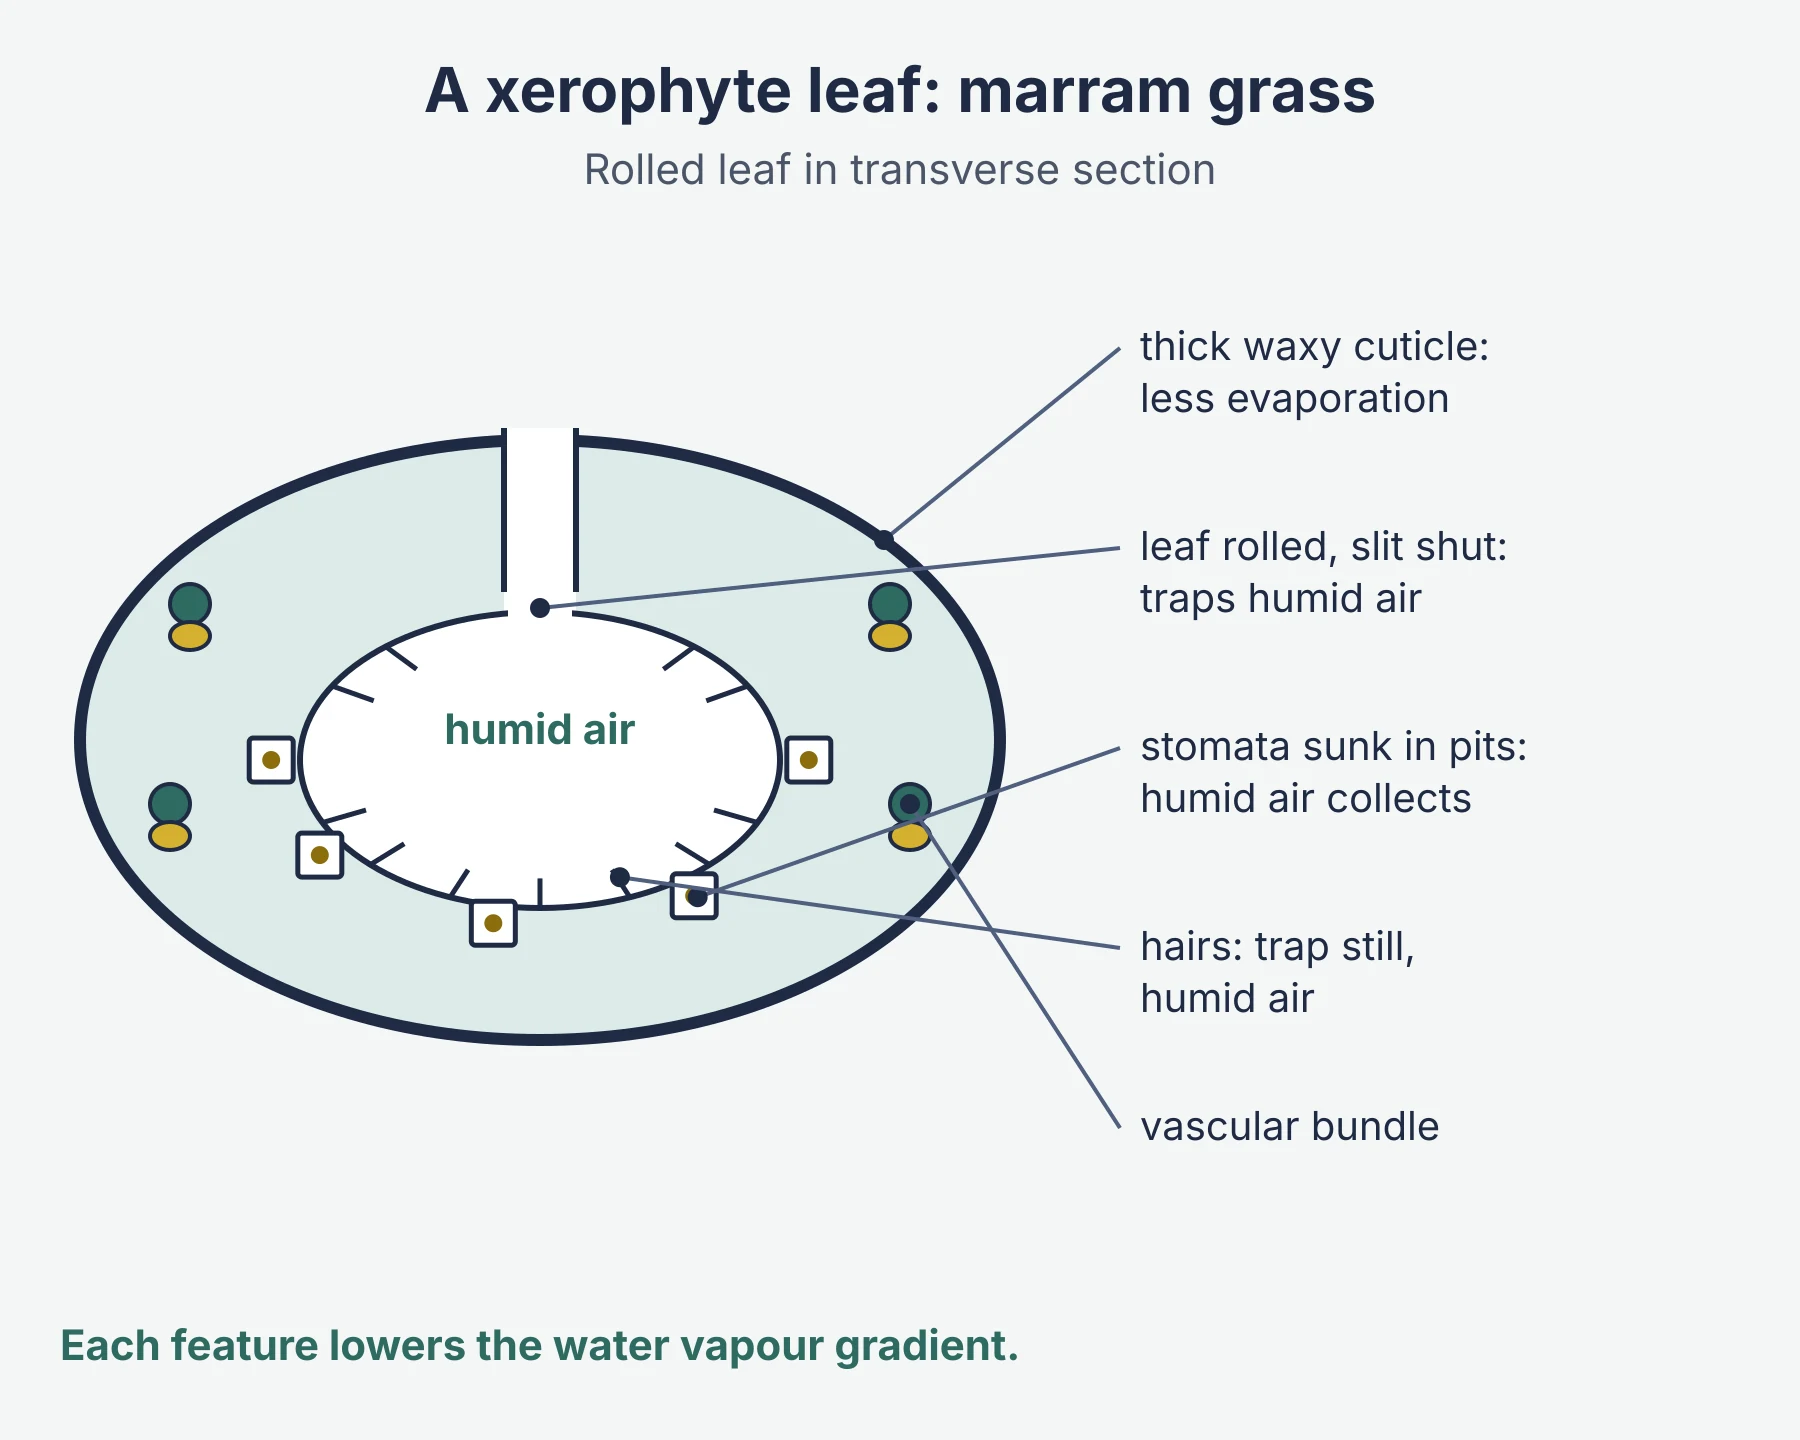 A xerophyte leaf: marram grass
Rolled leaf in transverse section
thick waxy cuticle:
less evaporation
leaf rolled, slit shut:
traps humid air
humid air
stomata sunk in pits:
humid air collects
hairs: trap still,
humid air
vascular bundle
Each feature lowers the water vapour gradient.